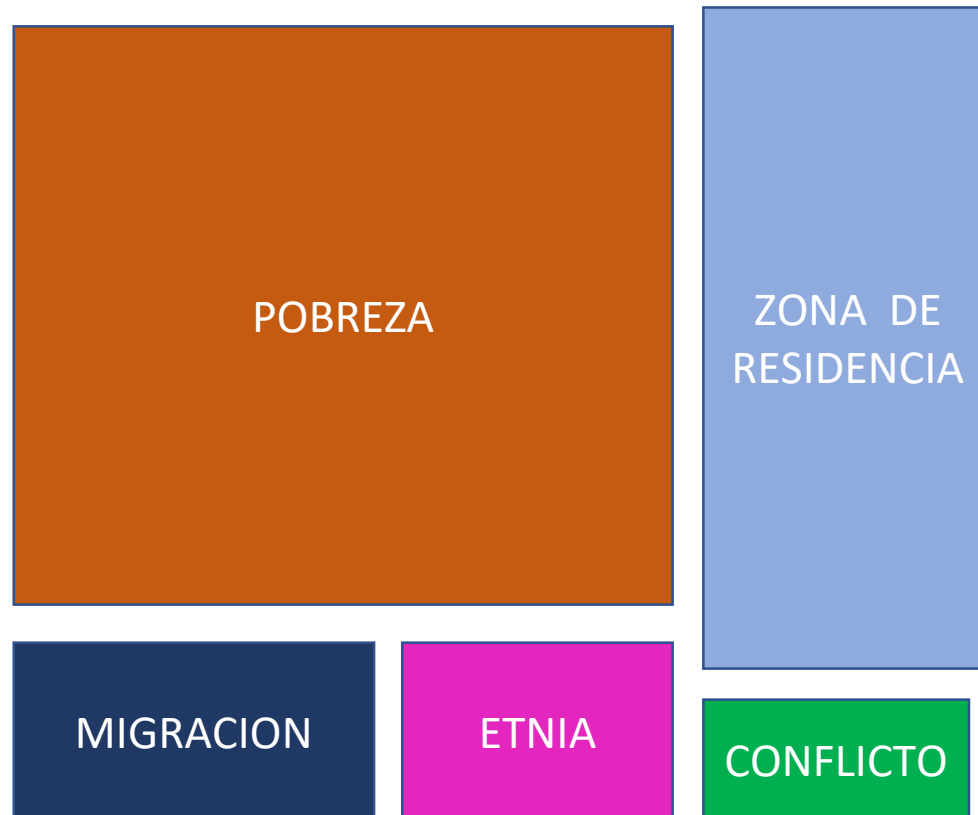 POBREZA
ZONA DE
RESIDENCIA
MIGRACION
ETNIA
CONFLICTO